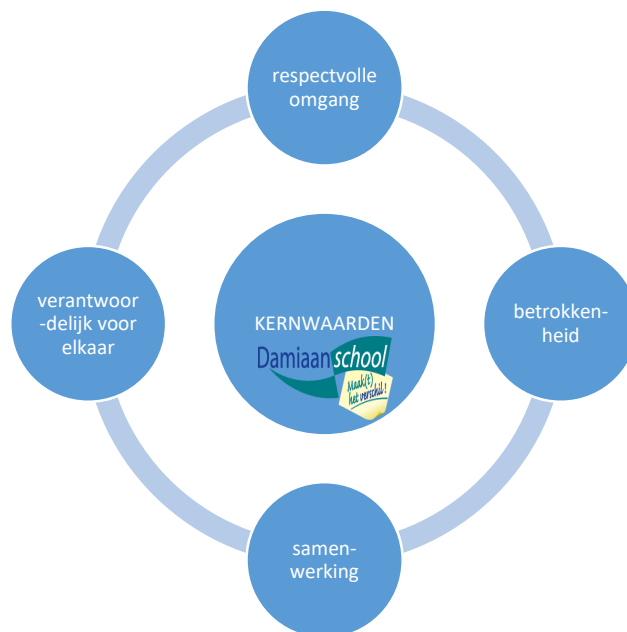 respectvolle
omgang
verantwoor
-delijk voor
elkaar
KERNWAARDEN
Damiaanschool
Maak(t)
het verschil!
betrokken-
heid
samen-
werking